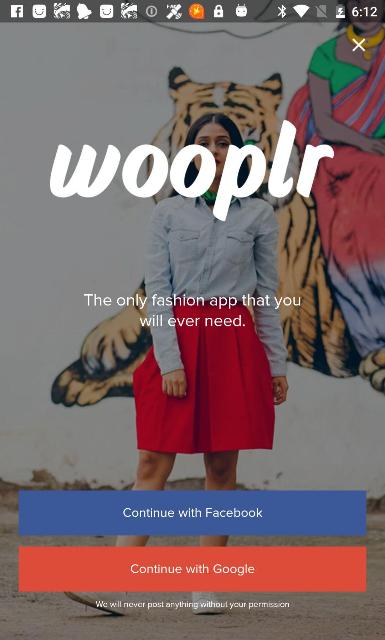 6:12
wooplr
The only fashion app that you
will ever need.
Continue with Facebook
Continue with Google
We will never post anything without your permission